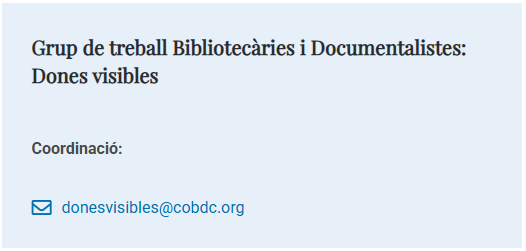 Grup de treball Bibliotecàries i Documentalistes:
Dones visibles
Coordinació:
donesvisibles@cobdc.org